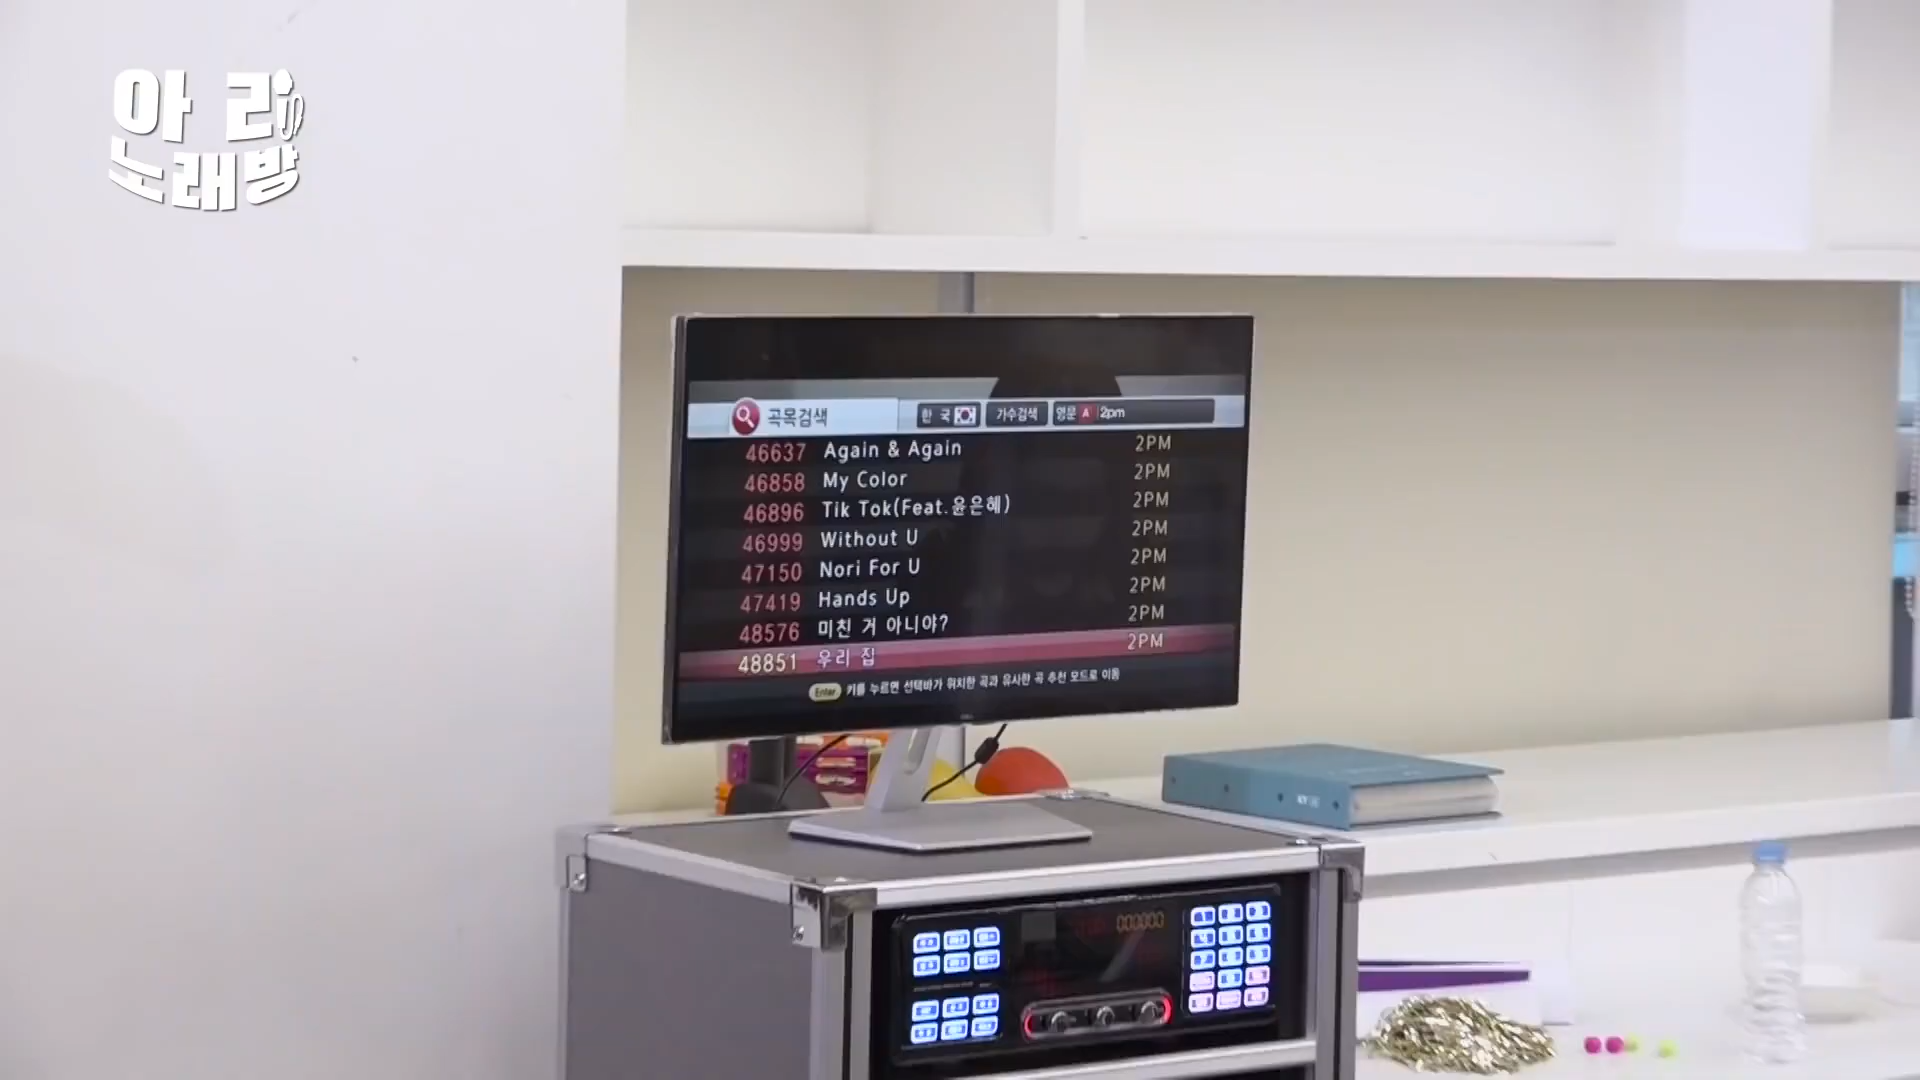 아리
노래방
곡목검색 한국 가수검색 영문 A 2pm
46637 Again & Again 2PM
46858 My Color 2PM
46896 Tik Tok(Feat.윤은혜) 2PM
46999 Without U 2PM
47150 Nori For U 2PM
47419 Hands Up 2PM
48576 미친 거 아니야? 2PM
48851 우리 집 2PM
Enter 키를 누르면 선택바가 위치한 곡과 유사한 곡 추천 모드로 이동
000000